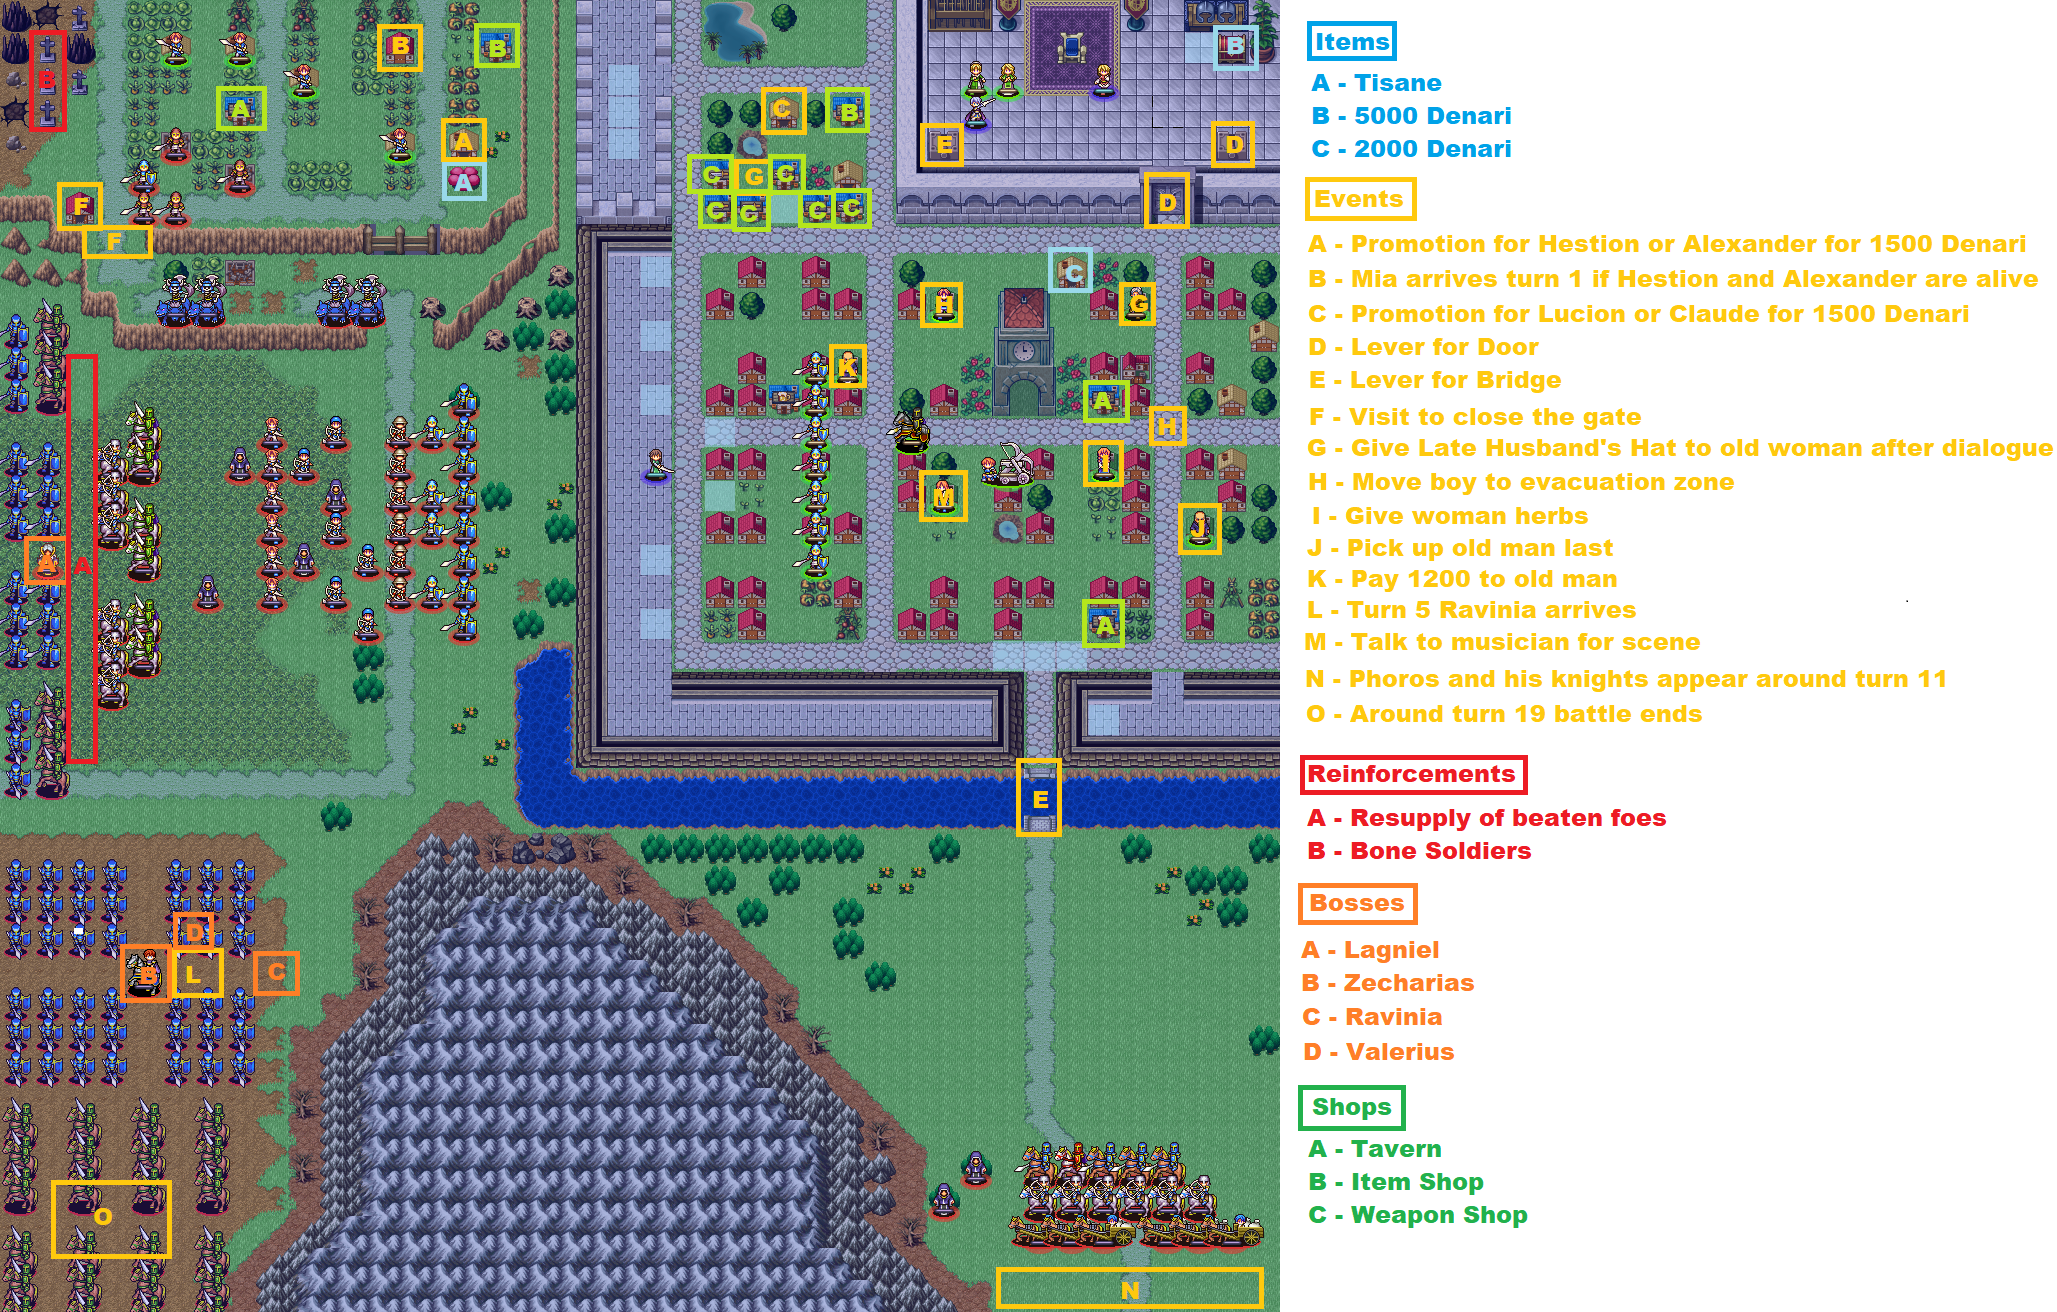 B
B
B
B
A
C
B
A
E
D
A
C
G
C
F
C
C
C
C
D
F
C
H
G
K
A
H
I
M
J
A
A
A
E
D
B
L
C
O
N
Items
A - Tisane
B - 5000 Denari
C - 2000 Denari
Events
A - Promotion for Hestion or Alexander for 1500 Denari
B - Mia arrives turn 1 if Hestion and Alexander are alive
C - Promotion for Lucion or Claude for 1500 Denari
D - Lever for Door
E - Lever for Bridge
F - Visit to close the gate
G - Give Late Husband's Hat to old woman after dialogue
H - Move boy to evacuation zone
I - Give woman herbs
J - Pick up old man last
K - Pay 1200 to old man
L - Turn 5 Ravinia arrives
M - Talk to musician for scene
N - Phoros and his knights appear around turn 11
O - Around turn 19 battle ends
Reinforcements
A - Resupply of beaten foes
B - Bone Soldiers
Bosses
A - Lagniel
B - Zecharias
C - Ravinia
D - Valerius
Shops
A - Tavern
B - Item Shop
C - Weapon Shop